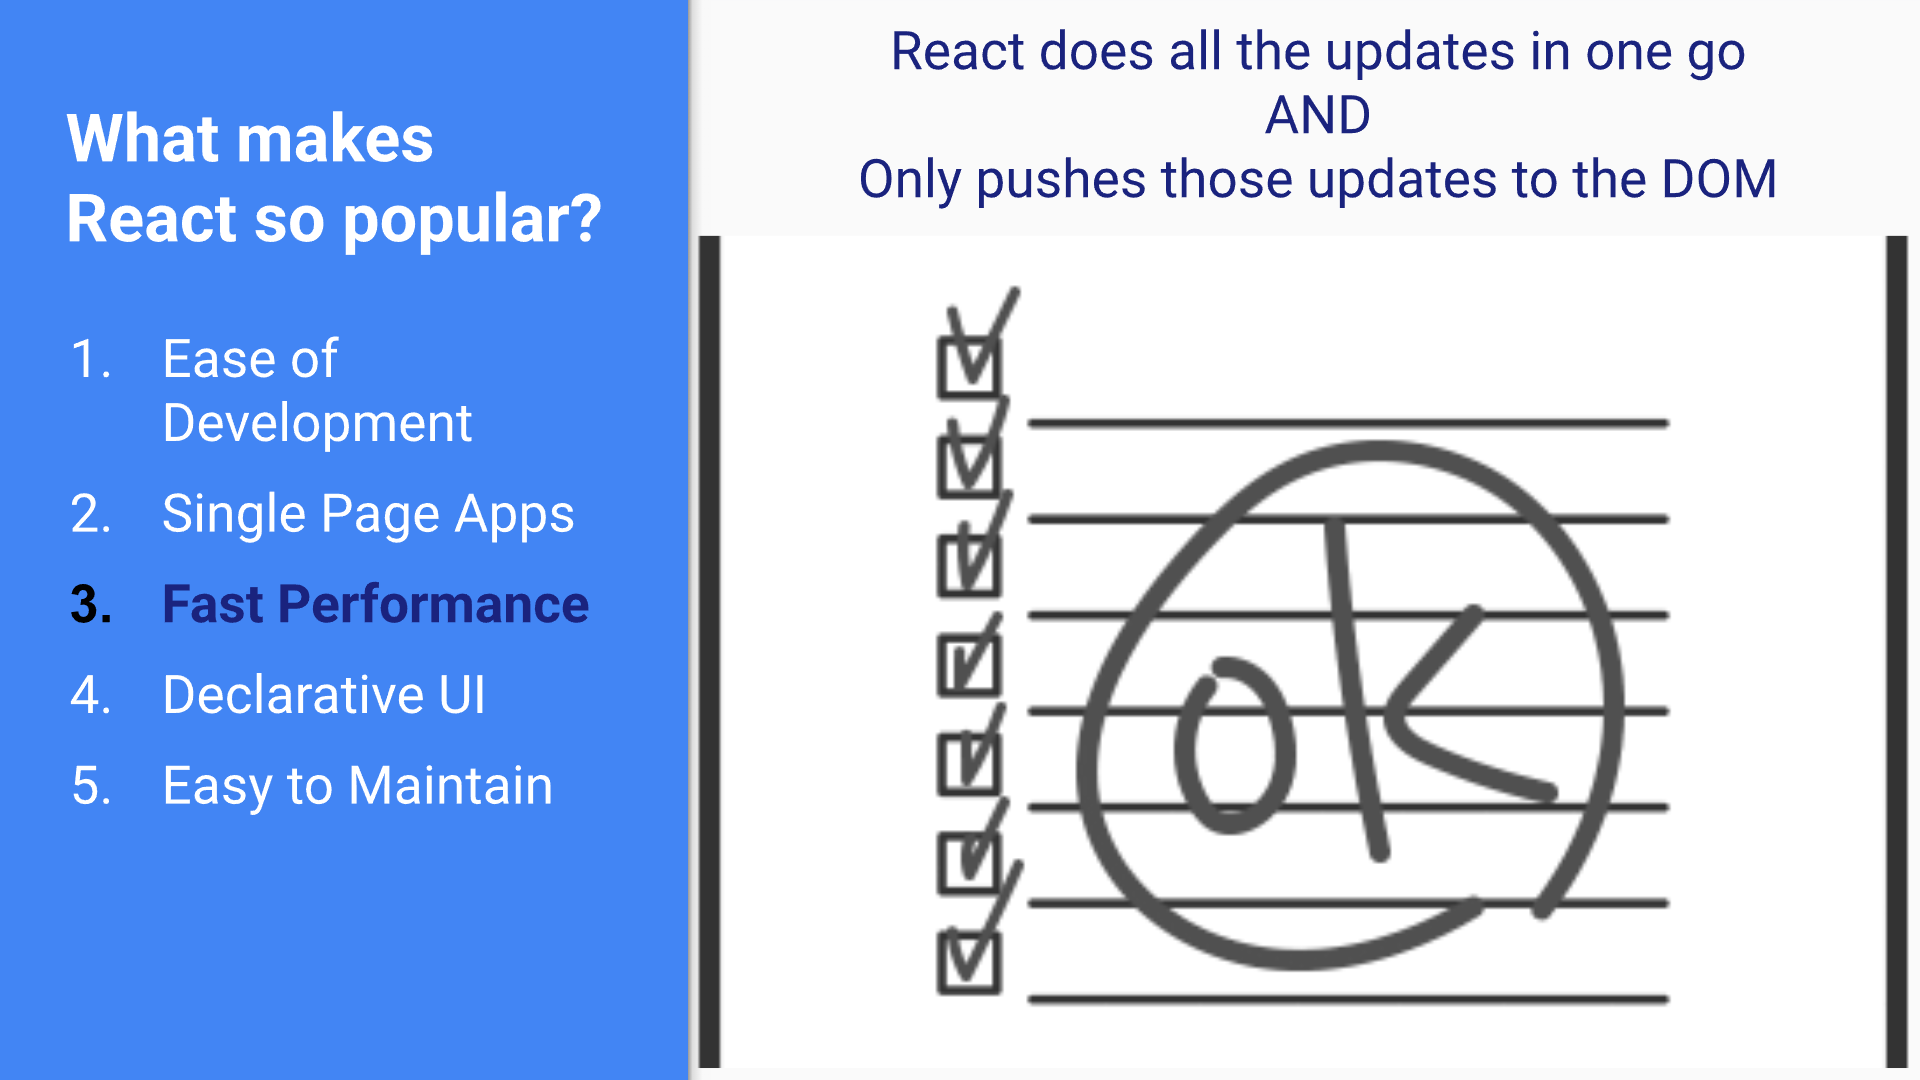 What makes
React so popular?
1. Ease of
Development
2. Single Page Apps
3. Fast Performance
4. Declarative UI
5. Easy to Maintain
React does all the updates in one go
AND
Only pushes those updates to the DOM
OK